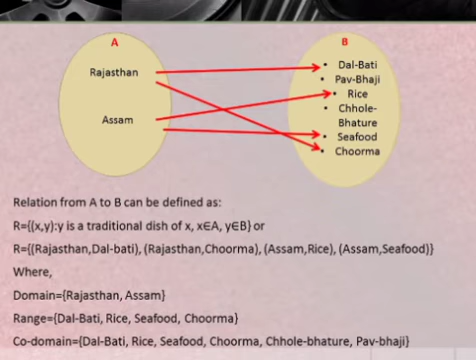 A
B
Rajasthan
Assam
• Dal-Bati
• Pav-Bhaji
• Rice
• Chhole-
Bhature
• Seafood
• Choorma
Relation from A to B can be defined as:
R={(x,y):y is a traditional dish of x, x∈A, y∈B} or
R={(Rajasthan,Dal-bati), (Rajasthan,Choorma), (Assam,Rice), (Assam,Seafood)}
Where,
Domain={Rajasthan, Assam}
Range={Dal-Bati, Rice, Seafood, Choorma}
Co-domain={Dal-Bati, Rice, Seafood, Choorma, Chhole-bhature, Pav-bhaji}